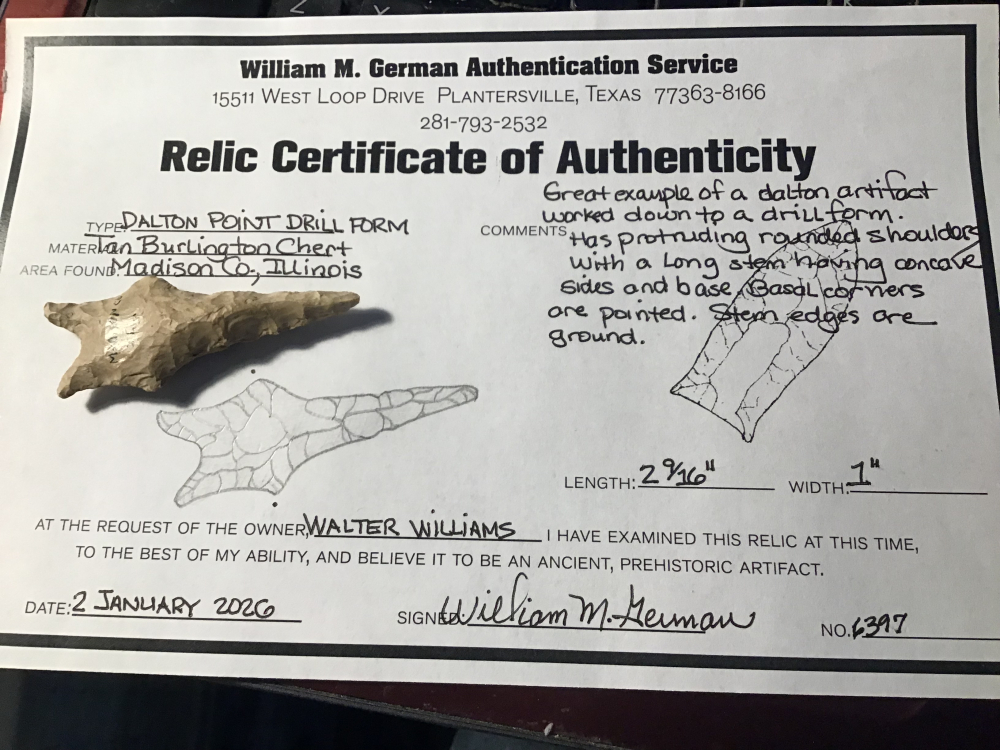 William M. German Authentication Service
15511 WEST LOOP DRIVE PLANTERSVILLE, TEXAS 77363-8166
281-793-2532
Relic Certificate of Authenticity
TYPE: DALTON POINT DRILL FORM
MATERIAL: Tan Burlington Chert
AREA FOUND: Madison Co., Illinois
COMMENTS: Great example of a dalton artifact
worked down to a drill form.
Has protruding rounded shoulders
with a long stem having concave
sides and base. Basal corners
are pointed. Stem edges are
ground.
LENGTH: 2 9/16" WIDTH: 1"
AT THE REQUEST OF THE OWNER, WALTER WILLIAMS I HAVE EXAMINED THIS RELIC AT THIS TIME,
TO THE BEST OF MY ABILITY, AND BELIEVE IT TO BE AN ANCIENT, PREHISTORIC ARTIFACT.
DATE: 2 JANUARY 2026 SIGNED William M. German NO. 6397